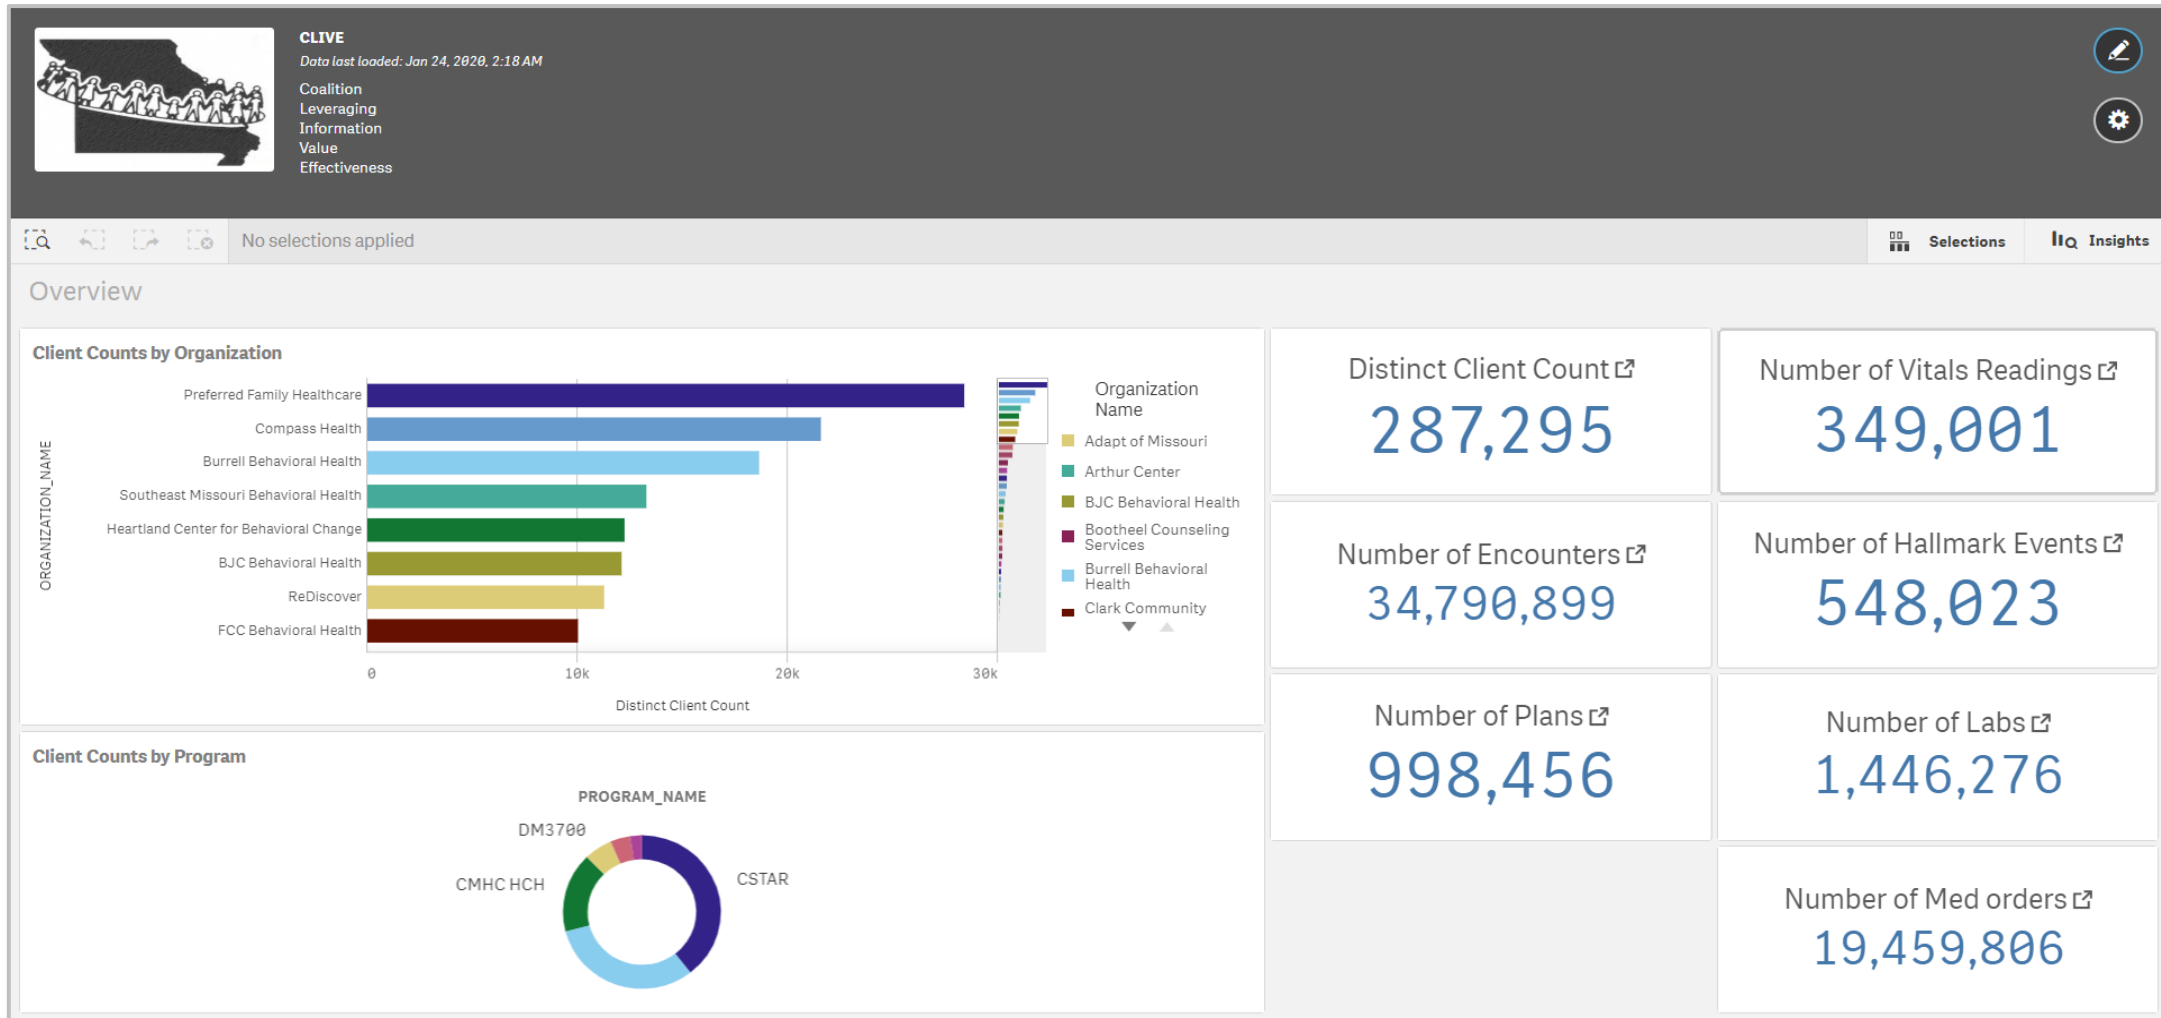 CLIVE
Data last loaded: Jan 24, 2020, 2:18 AM
Coalition
Leveraging
Information
Value
Effectiveness
No selections applied
Selections
Insights
Overview
Client Counts by Organization
ORGANIZATION_NAME
Preferred Family Healthcare
Compass Health
Burrell Behavioral Health
Southeast Missouri Behavioral Health
Heartland Center for Behavioral Change
BJC Behavioral Health
ReDiscover
FCC Behavioral Health
0
10k
20k
30k
Distinct Client Count
Organization
Name
Adapt of Missouri
Arthur Center
BJC Behavioral Health
Bootheel Counseling
Services
Burrell Behavioral
Health
Clark Community
Client Counts by Program
PROGRAM_NAME
DM3700
CMHC HCH
CSTAR
Distinct Client Count
287,295
Number of Vitals Readings
349,001
Number of Encounters
34,790,899
Number of Hallmark Events
548,023
Number of Plans
998,456
Number of Labs
1,446,276
Number of Med orders
19,459,806